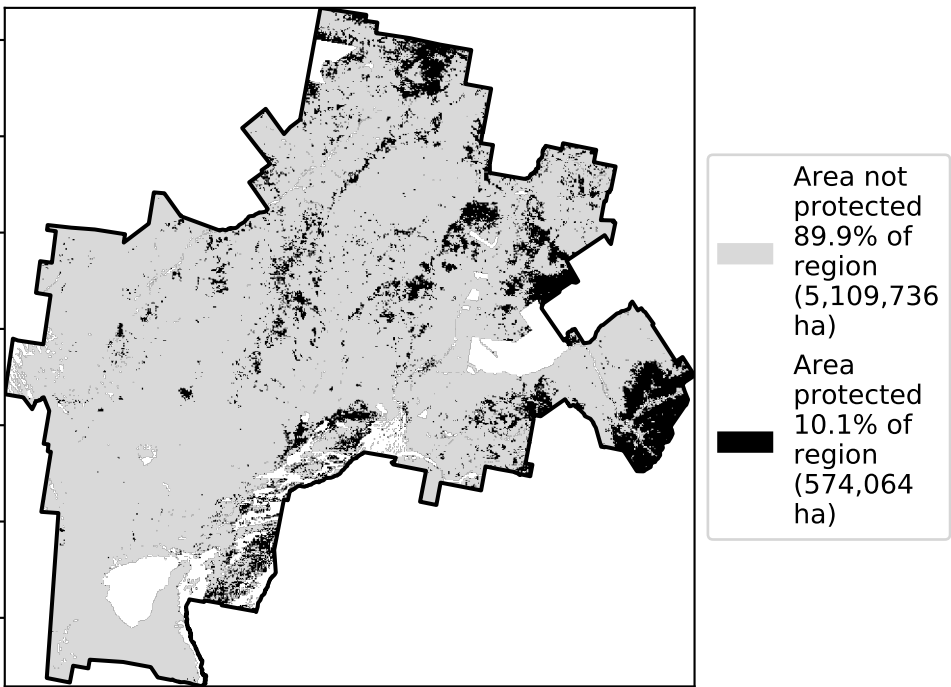 Area not
protected
89.9% of
region
(5,109,736
ha)
Area
protected
10.1% of
region
(574,064
ha)